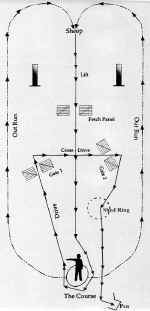 Sheep
Lift
Out Run
Out Run
Fetch Panel
Cross - Drive
Gate 1
Gate 2
Drive
Shed Ring
The Course
Pen